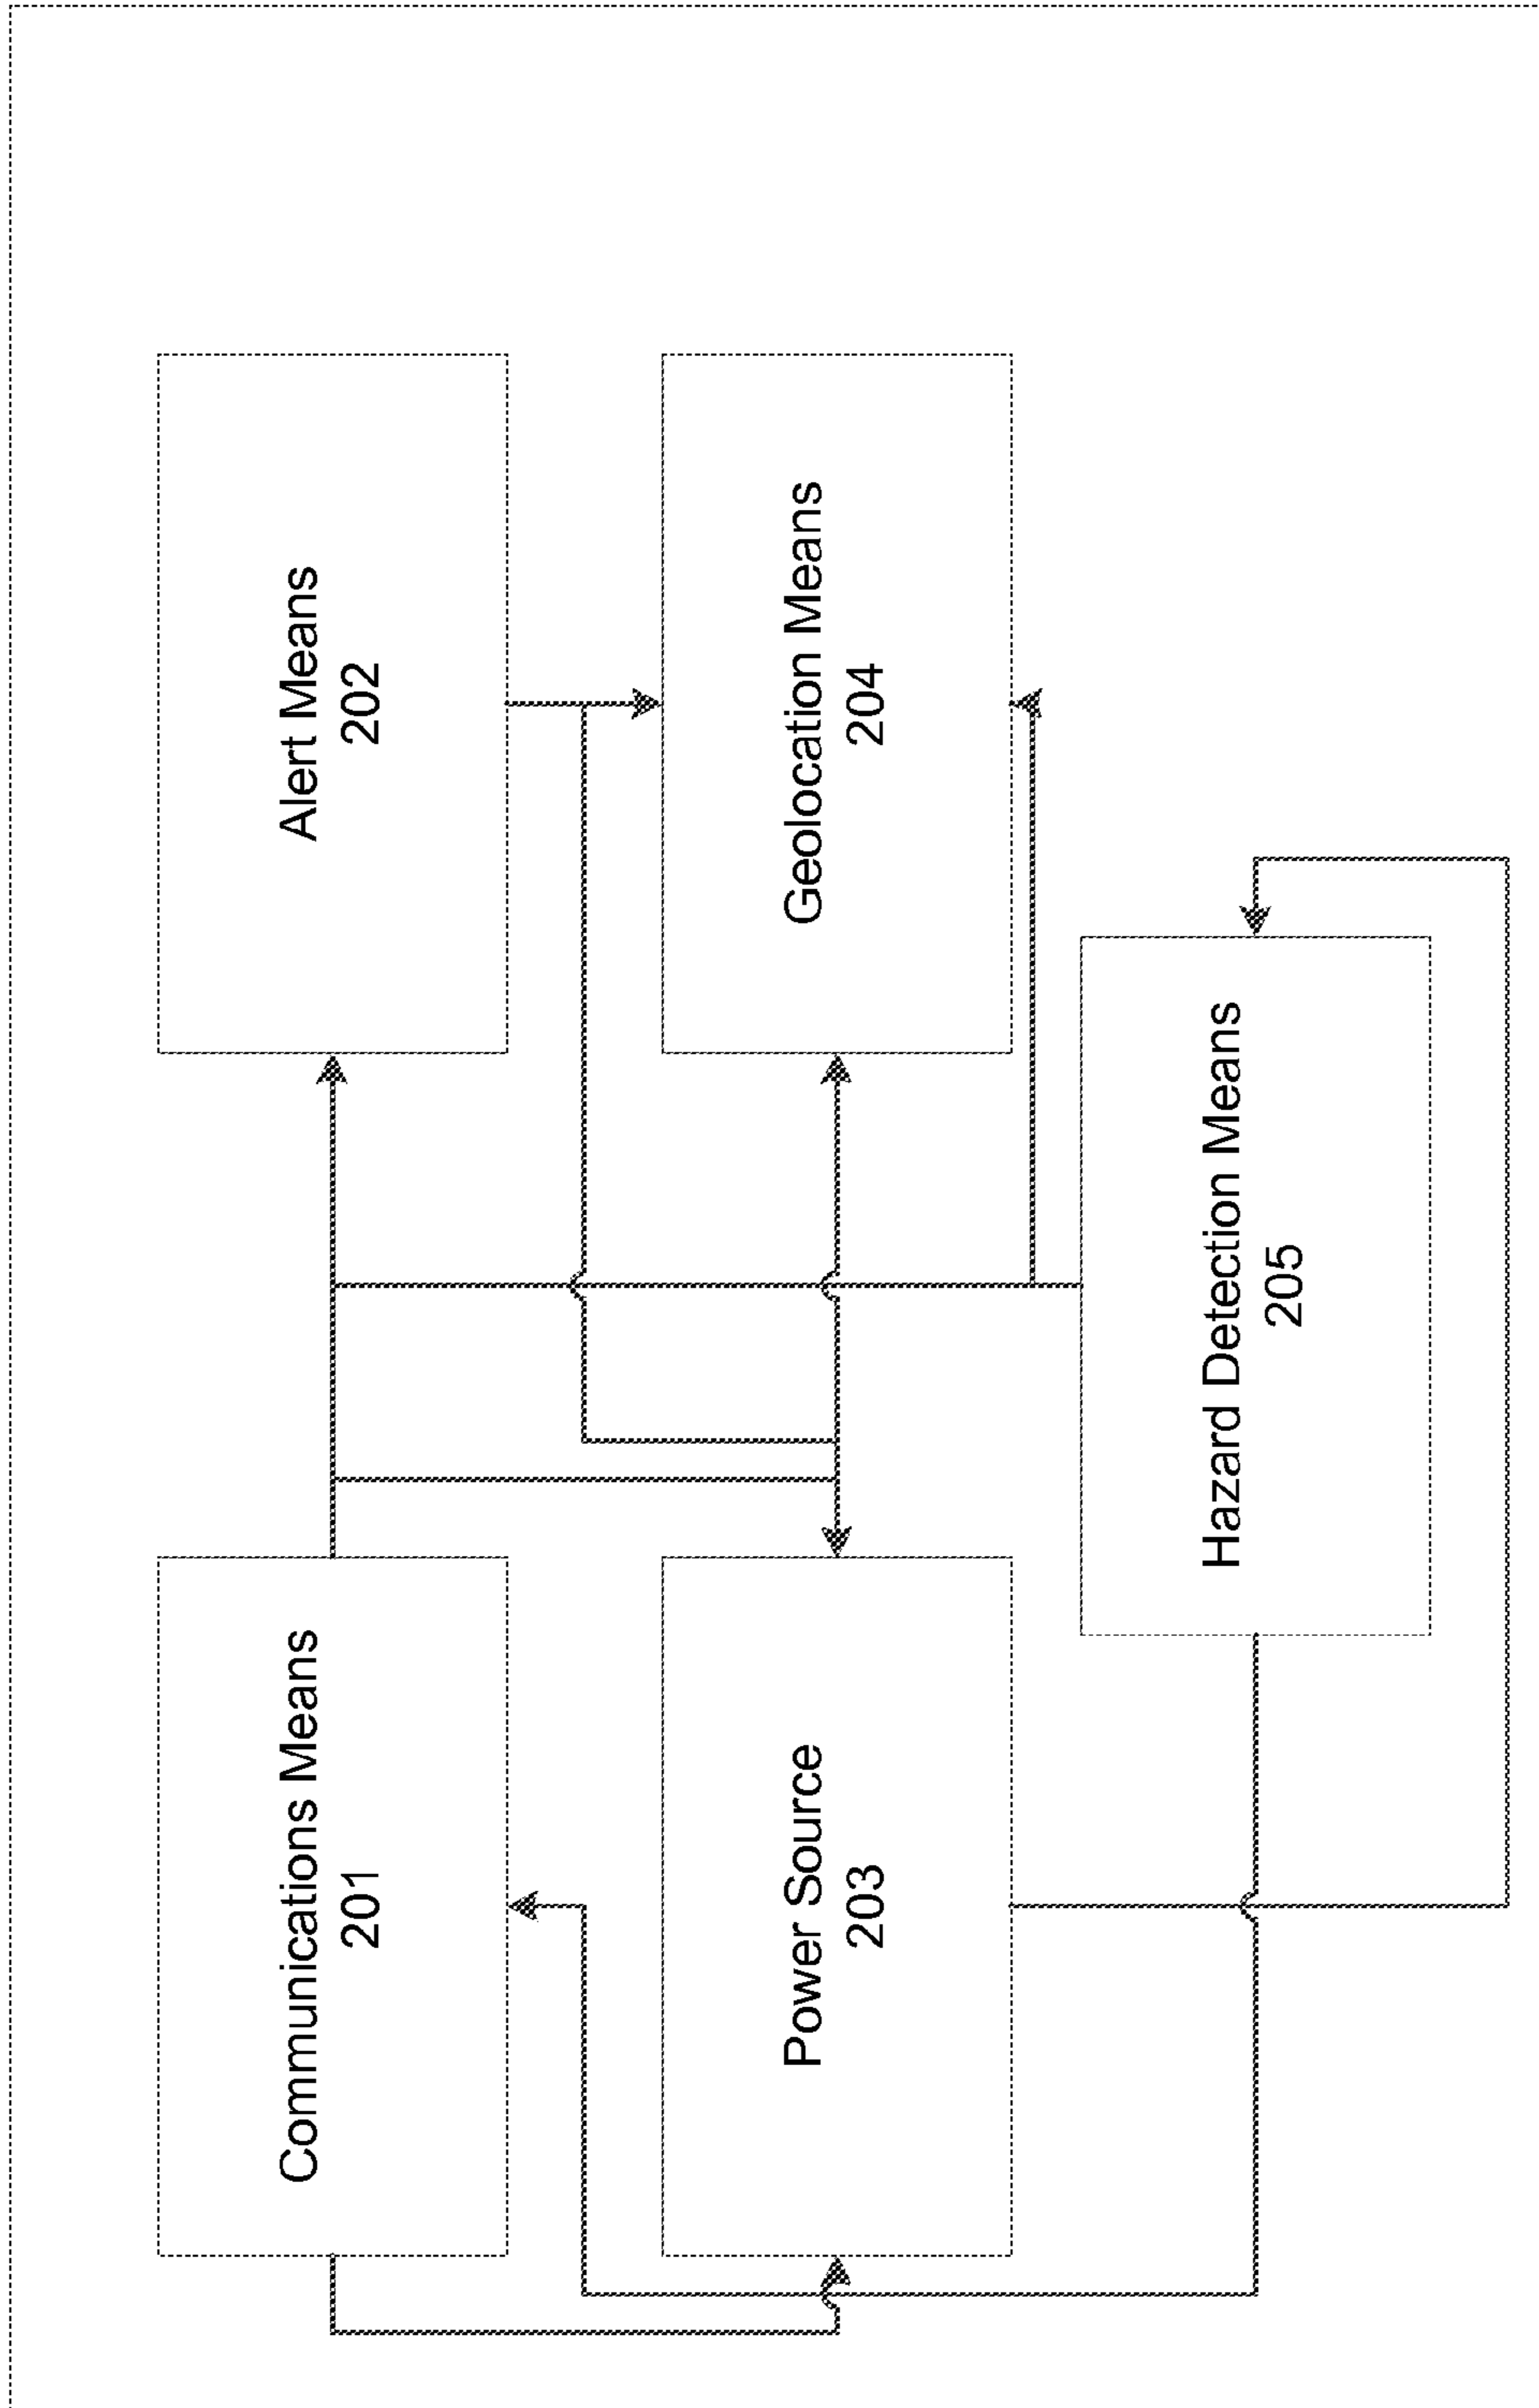 Communications Means
201
Alert Means
202
Power Source
203
Geolocation Means
204
Hazard Detection Means
205